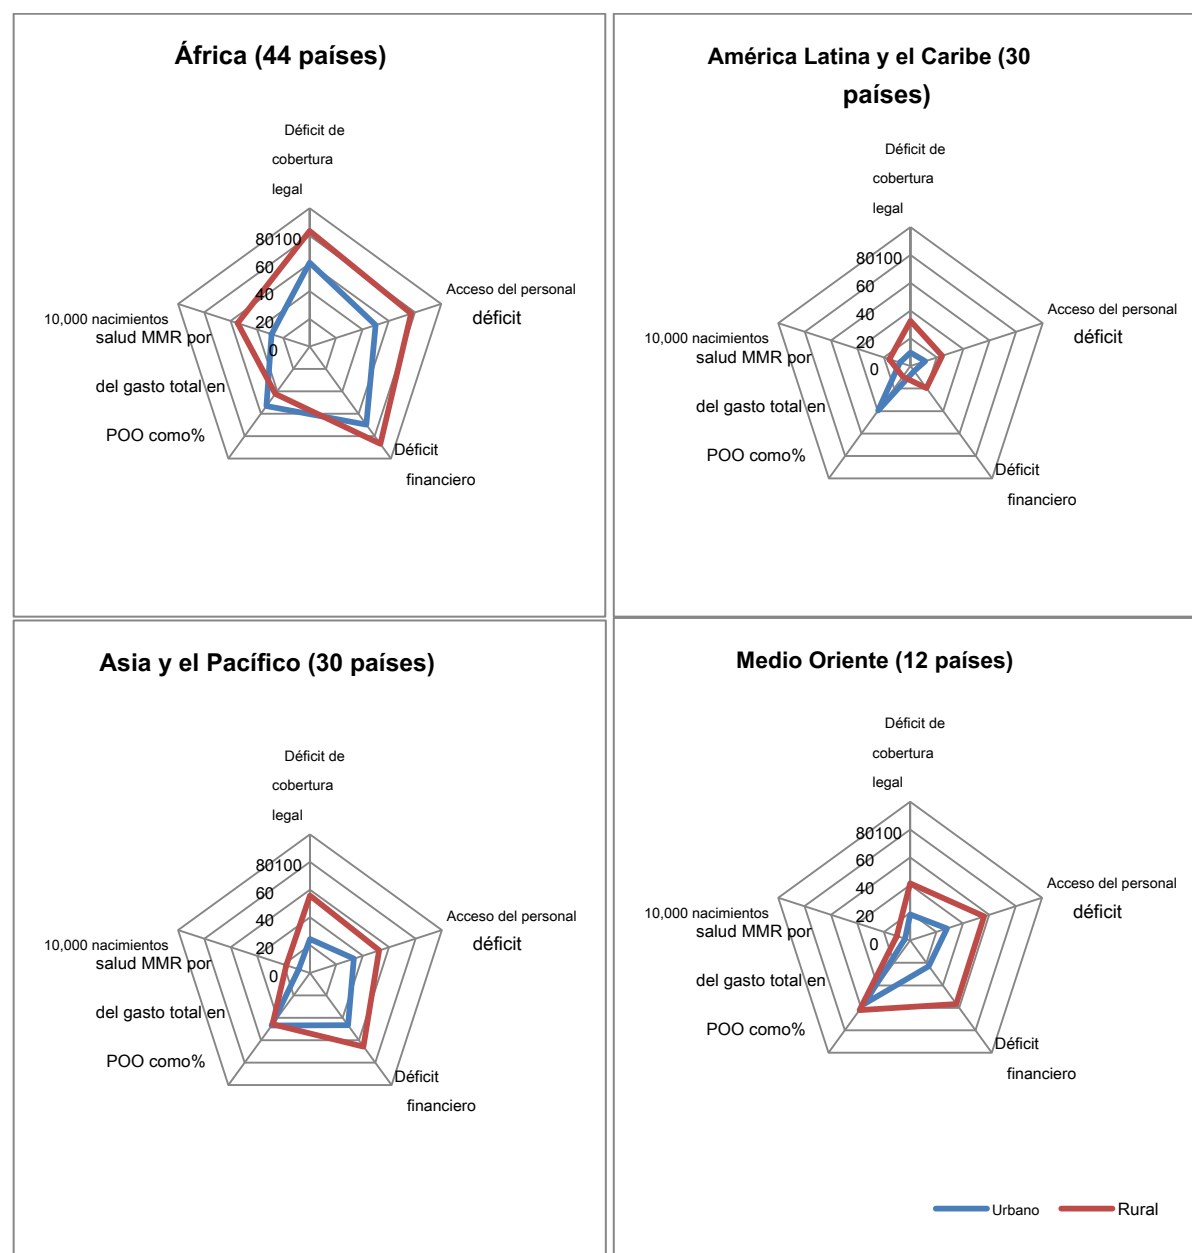 África (44 países)
Déficit de
cobertura
legal
80100
60
40
20
0
Acceso del personal
déficit
Déficit
financiero
10,000 nacimientos
salud MMR por
del gasto total en
POO como%
América Latina y el Caribe (30
países)
Déficit de
cobertura
legal
80100
60
40
20
0
Acceso del personal
déficit
Déficit
financiero
10,000 nacimientos
salud MMR por
del gasto total en
POO como%
Asia y el Pacífico (30 países)
Déficit de
cobertura
legal
80100
60
40
20
0
Acceso del personal
déficit
Déficit
financiero
10,000 nacimientos
salud MMR por
del gasto total en
POO como%
Medio Oriente (12 países)
Déficit de
cobertura
legal
80100
60
40
20
0
Acceso del personal
déficit
Déficit
financiero
10,000 nacimientos
salud MMR por
del gasto total en
POO como%
Urbano Rural